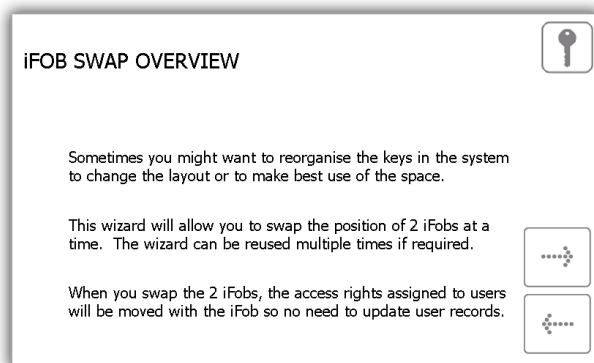 iFOB SWAP OVERVIEW
Sometimes you might want to reorganise the keys in the system
to change the layout or to make best use of the space.
This wizard will allow you to swap the position of 2 iFobs at a
time.  The wizard can be reused multiple times if required.
When you swap the 2 iFobs, the access rights assigned to users
will be moved with the iFob so no need to update user records.